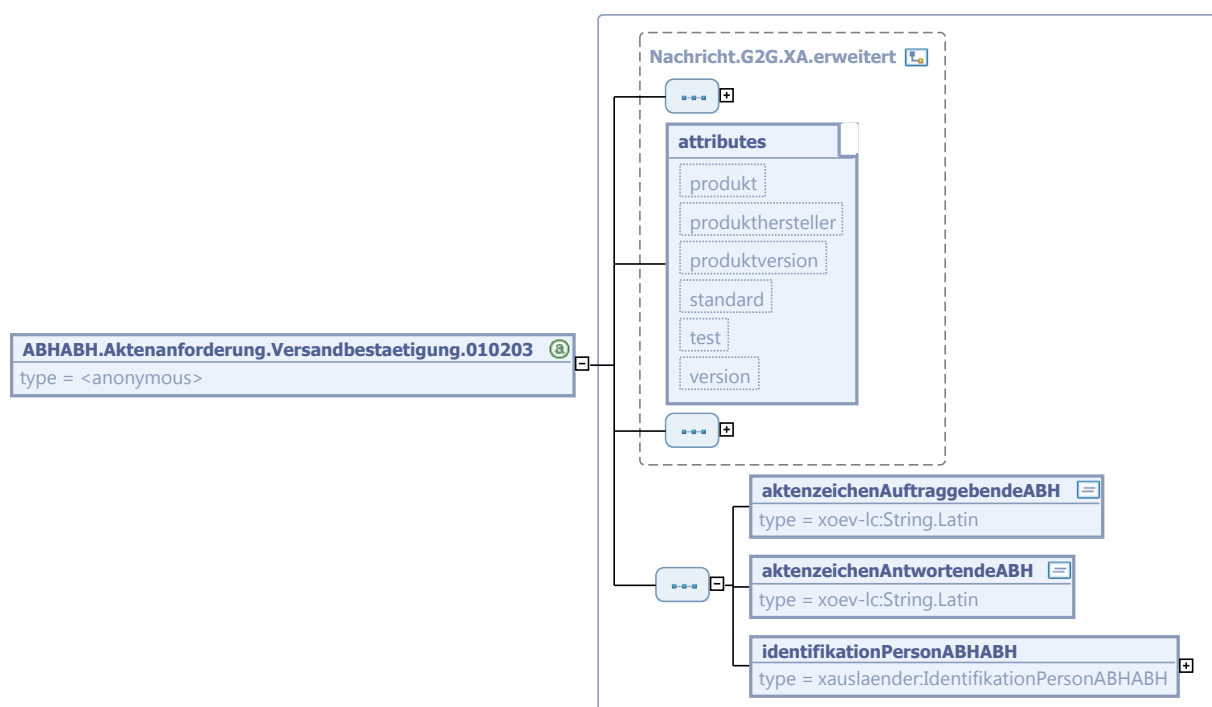 Nachricht.G2G.XA.erweitert
attributes
produkt
produkthersteller
produktversion
standard
test
version
ABHABH.Aktenanforderung.Versandbestaetigung.010203
type = <anonymous>
aktenzeichenAuftraggebendeABH
type = xoev-lc:String.Latin
aktenzeichenAntwortendeABH
type = xoev-lc:String.Latin
identifikationPersonABHABH
type = xauslaender:IdentifikationPersonABHABH